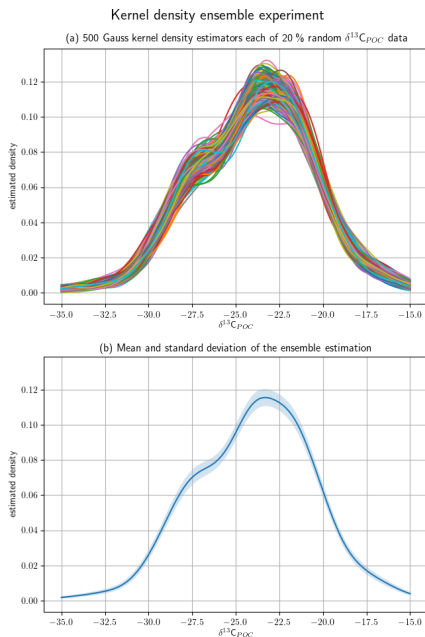 Kernel density ensemble experiment
(a) 500 Gauss kernel density estimators each of 20 % random δ¹³C_POC data
estimated density
0.12
0.10
0.08
0.06
0.04
0.02
0.00
−35.0 −32.5 −30.0 −27.5 −25.0 −22.5 −20.0 −17.5 −15.0
δ¹³C_POC
(b) Mean and standard deviation of the ensemble estimation
estimated density
0.12
0.10
0.08
0.06
0.04
0.02
0.00
−35.0 −32.5 −30.0 −27.5 −25.0 −22.5 −20.0 −17.5 −15.0
δ¹³C_POC